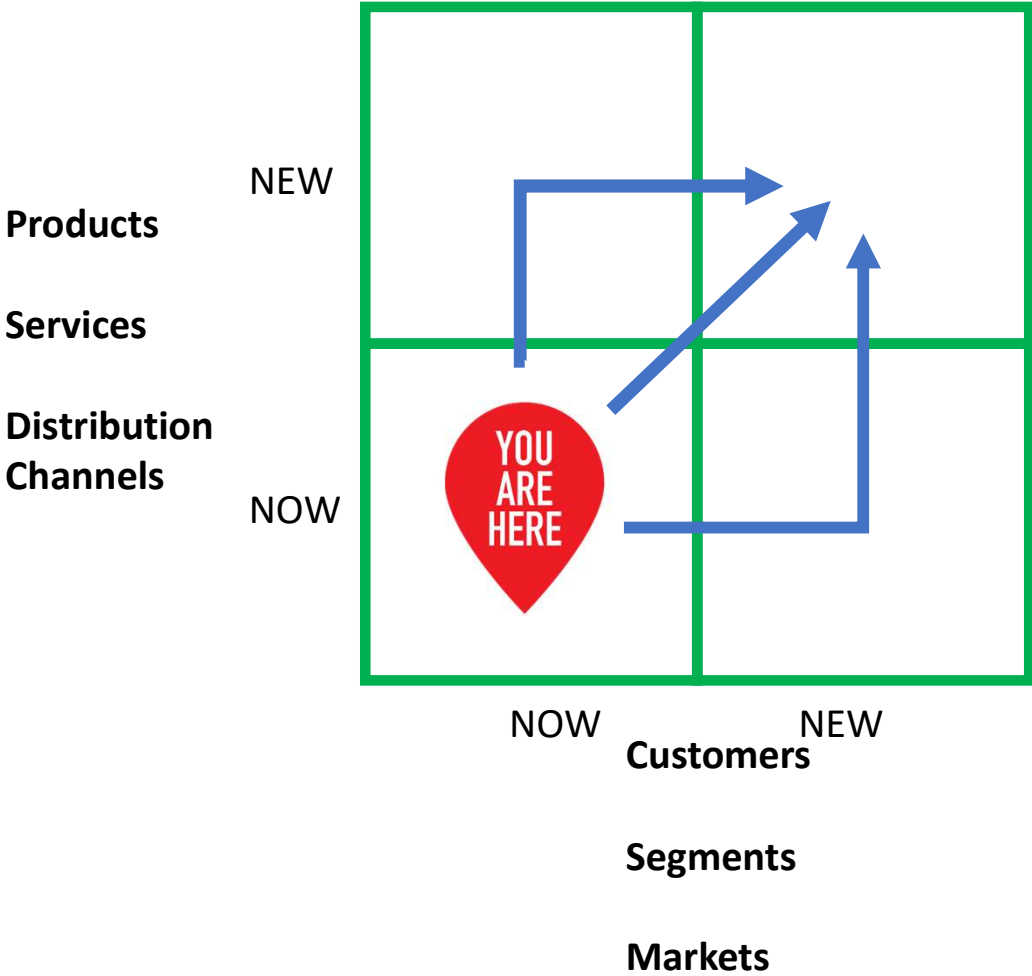 NEW
Products
Services
Distribution
Channels
NOW
YOU
ARE
HERE
NOW
NEW
Customers
Segments
Markets